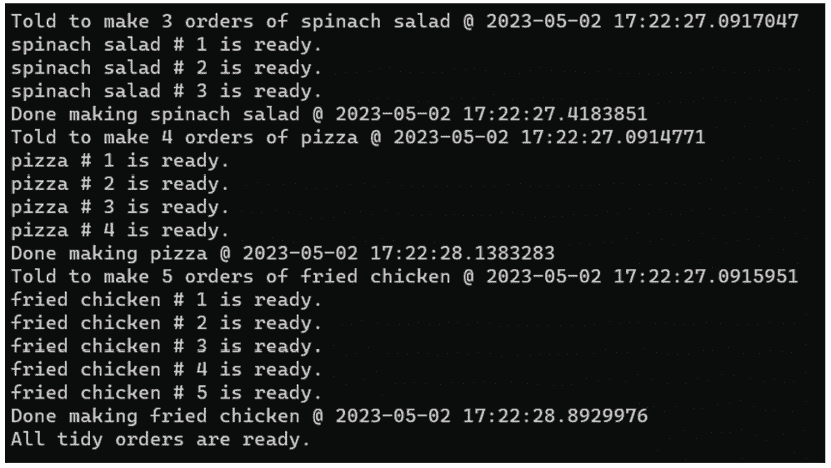 Told to make 3 orders of spinach salad @ 2023-05-02 17:22:27.0917047
spinach salad # 1 is ready.
spinach salad # 2 is ready.
spinach salad # 3 is ready.
Done making spinach salad @ 2023-05-02 17:22:27.4183851
Told to make 4 orders of pizza @ 2023-05-02 17:22:27.0914771
pizza # 1 is ready.
pizza # 2 is ready.
pizza # 3 is ready.
pizza # 4 is ready.
Done making pizza @ 2023-05-02 17:22:28.1383283
Told to make 5 orders of fried chicken @ 2023-05-02 17:22:27.0915951
fried chicken # 1 is ready.
fried chicken # 2 is ready.
fried chicken # 3 is ready.
fried chicken # 4 is ready.
fried chicken # 5 is ready.
Done making fried chicken @ 2023-05-02 17:22:28.8929976
All tidy orders are ready.